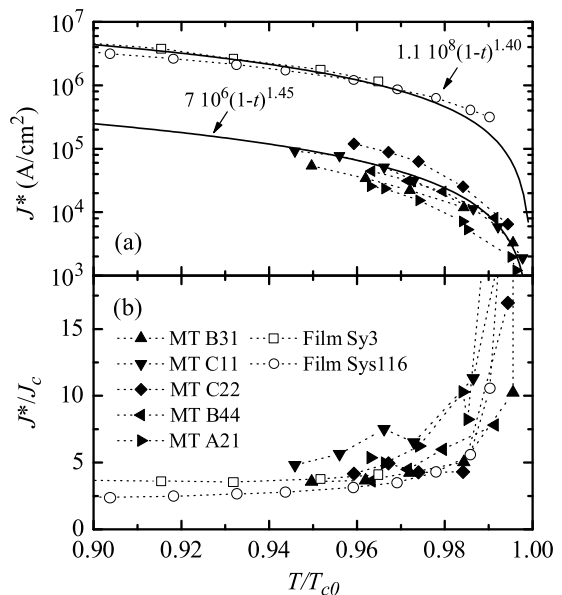 10^7
10^6
10^5
10^4
10^3
J* (A/cm^2)
1.1 10^8(1-t)^1.40
7 10^6(1-t)^1.45
(a)
(b)
15
10
5
0
J*/J_c
MT B31
MT C11
MT C22
MT B44
MT A21
Film Sy3
Film Sys116
0.90 0.92 0.94 0.96 0.98 1.00
T/T_c0